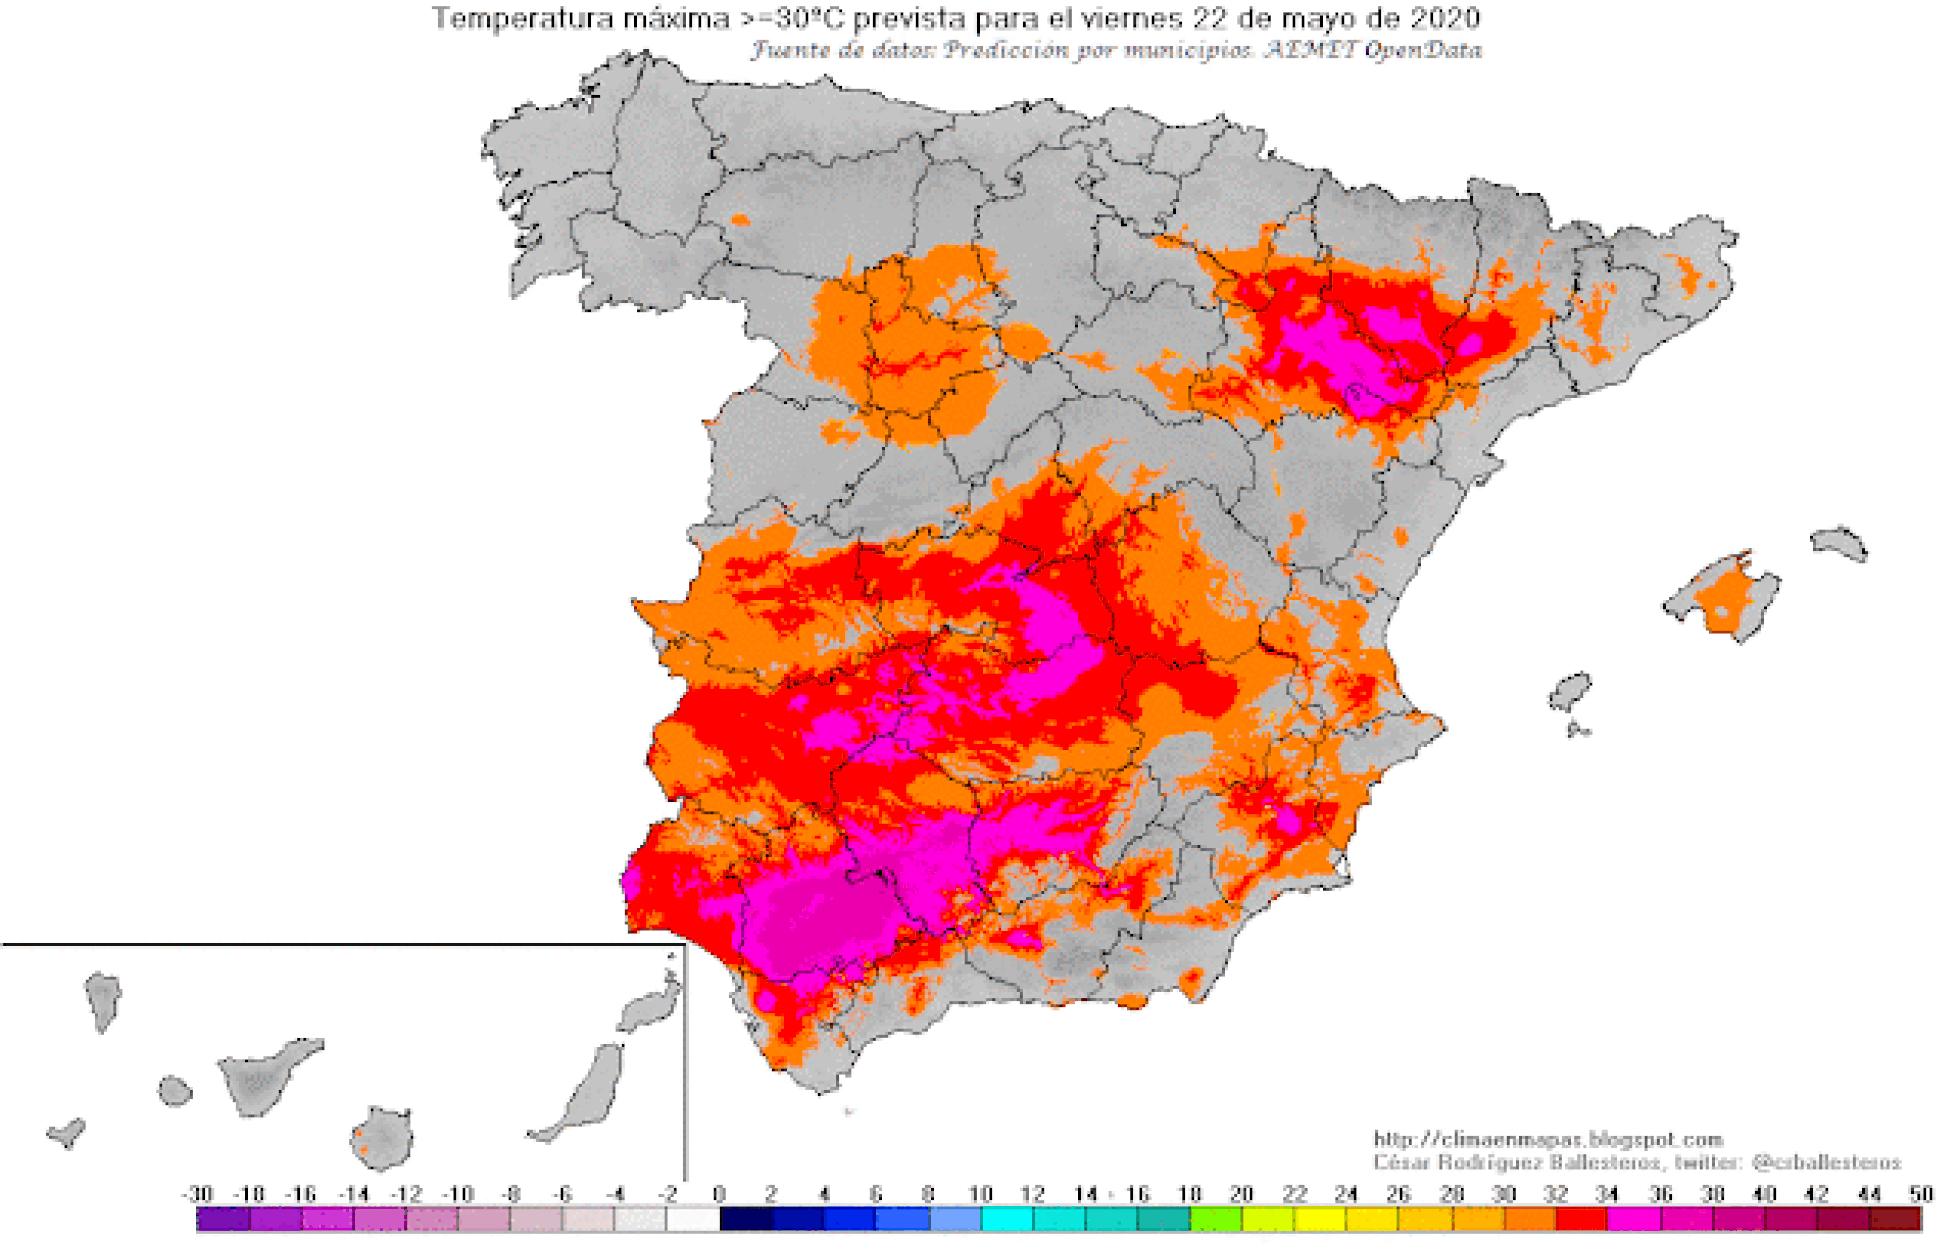 Temperatura máxima >=30ºC prevista para el viernes 22 de mayo de 2020
Fuente de datos: Predicción por municipios. AEMET OpenData
http://climaenmapas.blogspot.com
César Rodríguez Ballesteros, twitter: @crballesteros
-30 -18 -16 -14 -12 -10 -8 -6 -4 -2 0 2 4 6 8 10 12 14 16 18 20 22 24 26 28 30 32 34 36 38 40 42 44 50